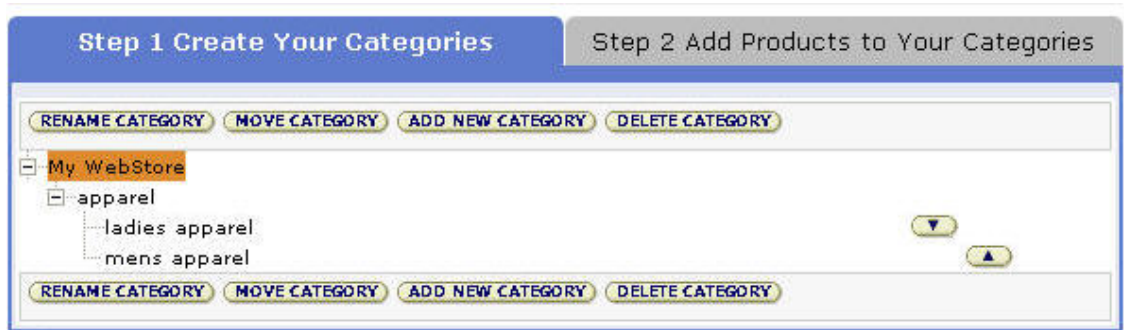 Step 1 Create Your Categories
Step 2 Add Products to Your Categories
RENAME CATEGORY MOVE CATEGORY ADD NEW CATEGORY DELETE CATEGORY
My WebStore
apparel
ladies apparel
mens apparel
RENAME CATEGORY MOVE CATEGORY ADD NEW CATEGORY DELETE CATEGORY